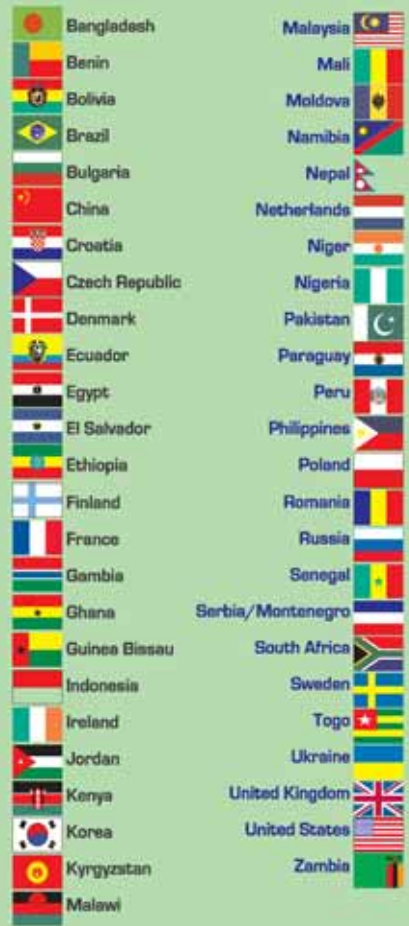 Bangladesh
Benin
Bolivia
Brazil
Bulgaria
China
Croatia
Czech Republic
Denmark
Ecuador
Egypt
El Salvador
Ethiopia
Finland
France
Gambia
Ghana
Guinea Bissau
Indonesia
Ireland
Jordan
Kenya
Korea
Kyrgyzstan
Malawi
Malaysia
Mali
Moldova
Namibia
Nepal
Netherlands
Niger
Nigeria
Pakistan
Paraguay
Peru
Philippines
Poland
Romania
Russia
Senegal
Serbia/Montenegro
South Africa
Sweden
Togo
Ukraine
United Kingdom
United States
Zambia